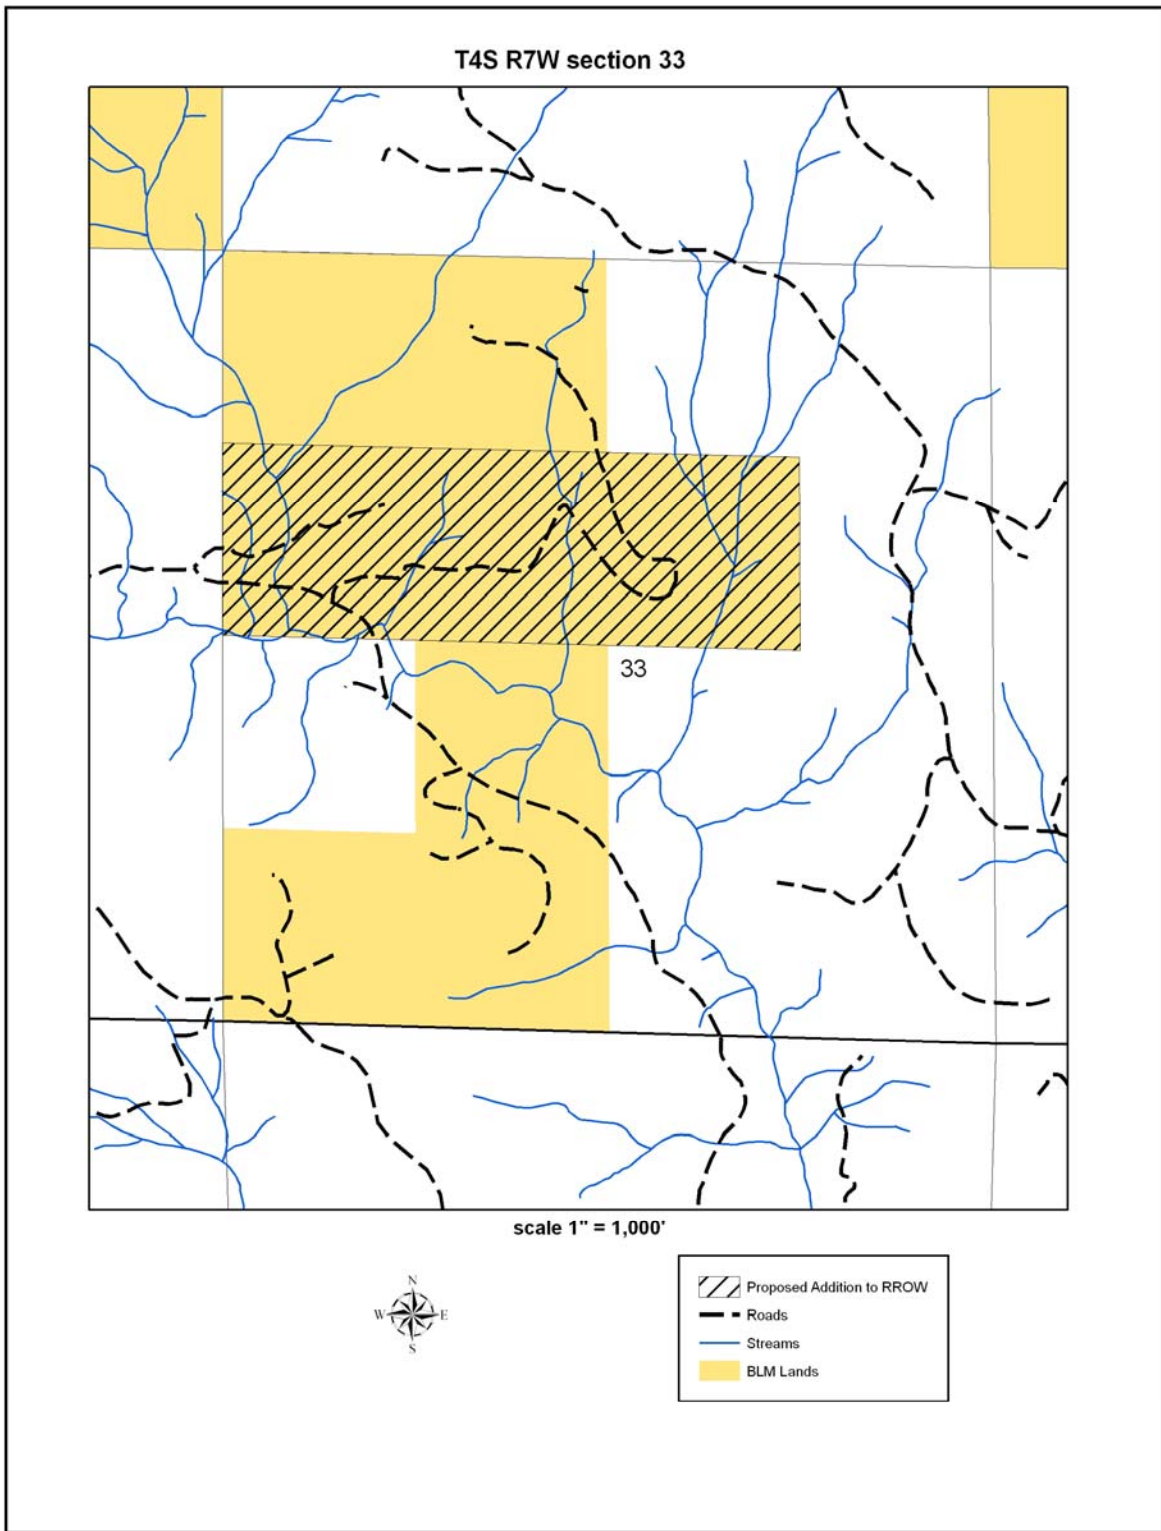 T4S R7W section 33
33
scale 1" = 1,000'
N
W E
S
Proposed Addition to RROW
Roads
Streams
BLM Lands